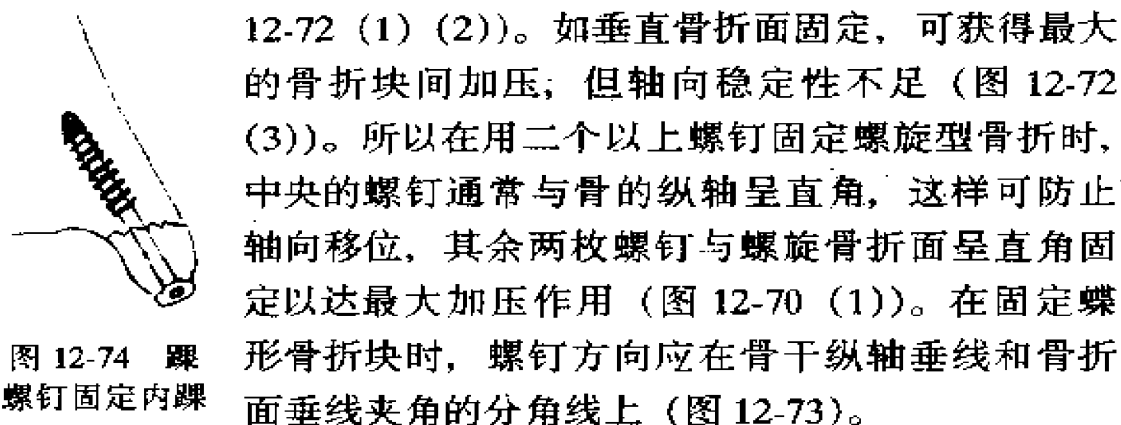 12-72 (1) (2))。如垂直骨折面固定，可获得最大
的骨折块间加压；但轴向稳定性不足（图 12-72
(3))。所以在用二个以上螺钉固定螺旋型骨折时，
中央的螺钉通常与骨的纵轴呈直角，这样可防止
轴向移位，其余两枚螺钉与螺旋骨折面呈直角固
定以达最大加压作用（图 12-70 (1))。在固定蝶
形骨折块时，螺钉方向应在骨干纵轴垂线和骨折
面垂线夹角的分角线上（图 12-73)。
图 12-74 踝
螺钉固定内踝